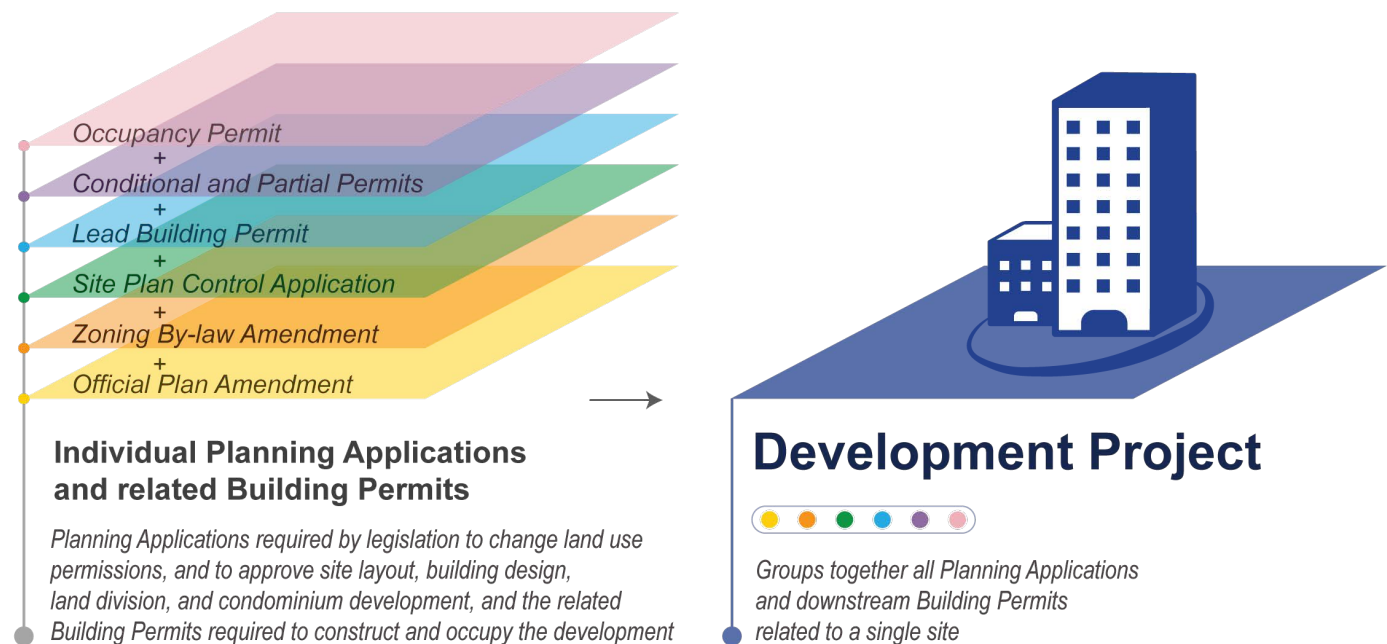 Occupancy Permit
+
Conditional and Partial Permits
+
Lead Building Permit
+
Site Plan Control Application
+
Zoning By-law Amendment
+
Official Plan Amendment
Individual Planning Applications
and related Building Permits
Planning Applications required by legislation to change land use
permissions, and to approve site layout, building design,
land division, and condominium development, and the related
Building Permits required to construct and occupy the development
Development Project
Groups together all Planning Applications
and downstream Building Permits
related to a single site